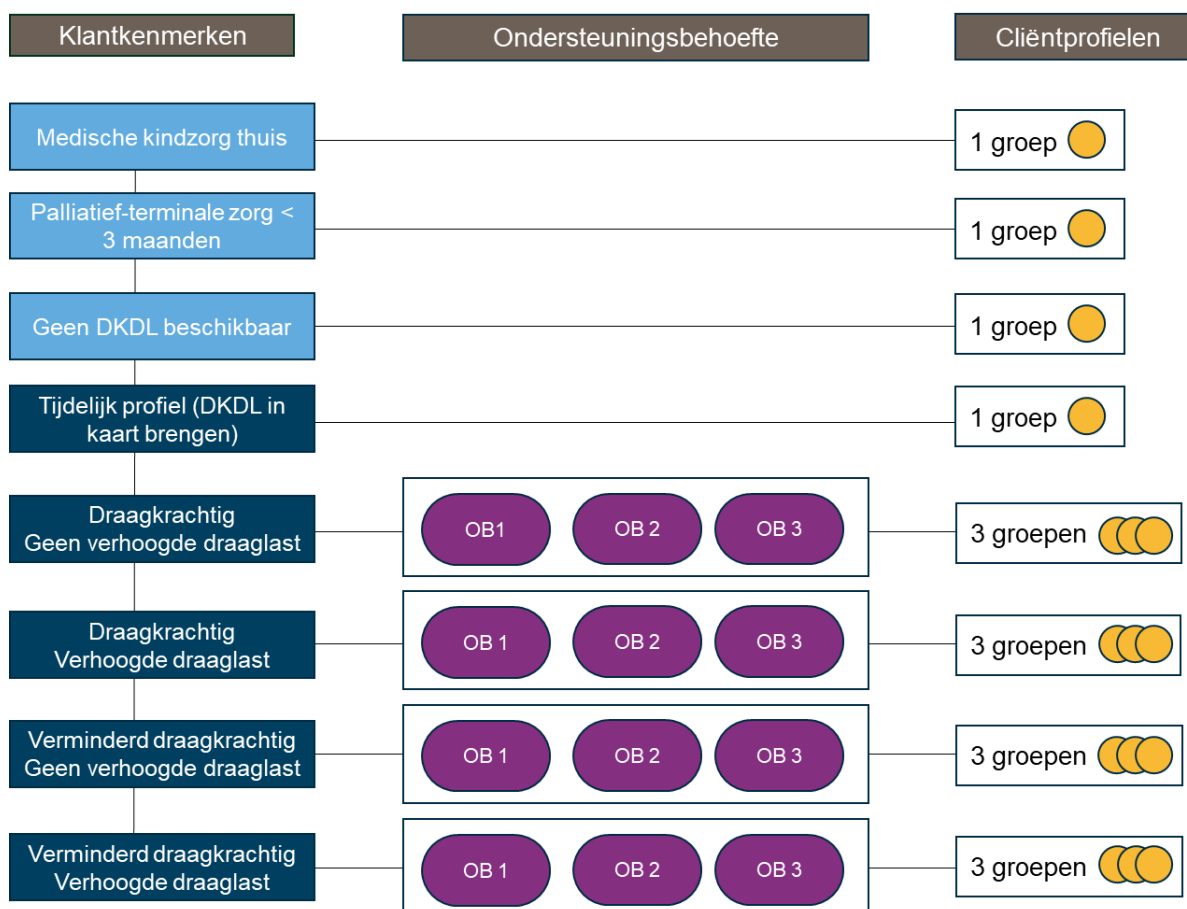 Klantkenmerken
Ondersteuningsbehoefte
Cliëntprofielen
Medische kindzorg thuis
1 groep
Palliatief-terminale zorg <
3 maanden
1 groep
Geen DKDL beschikbaar
1 groep
Tijdelijk profiel (DKDL in
kaart brengen)
1 groep
Draagkrachtig
Geen verhoogde draaglast
OB1
OB 2
OB 3
3 groepen
Draagkrachtig
Verhoogde draaglast
OB 1
OB 2
OB 3
3 groepen
Verminderd draagkrachtig
Geen verhoogde draaglast
OB 1
OB 2
OB 3
3 groepen
Verminderd draagkrachtig
Verhoogde draaglast
OB 1
OB 2
OB 3
3 groepen